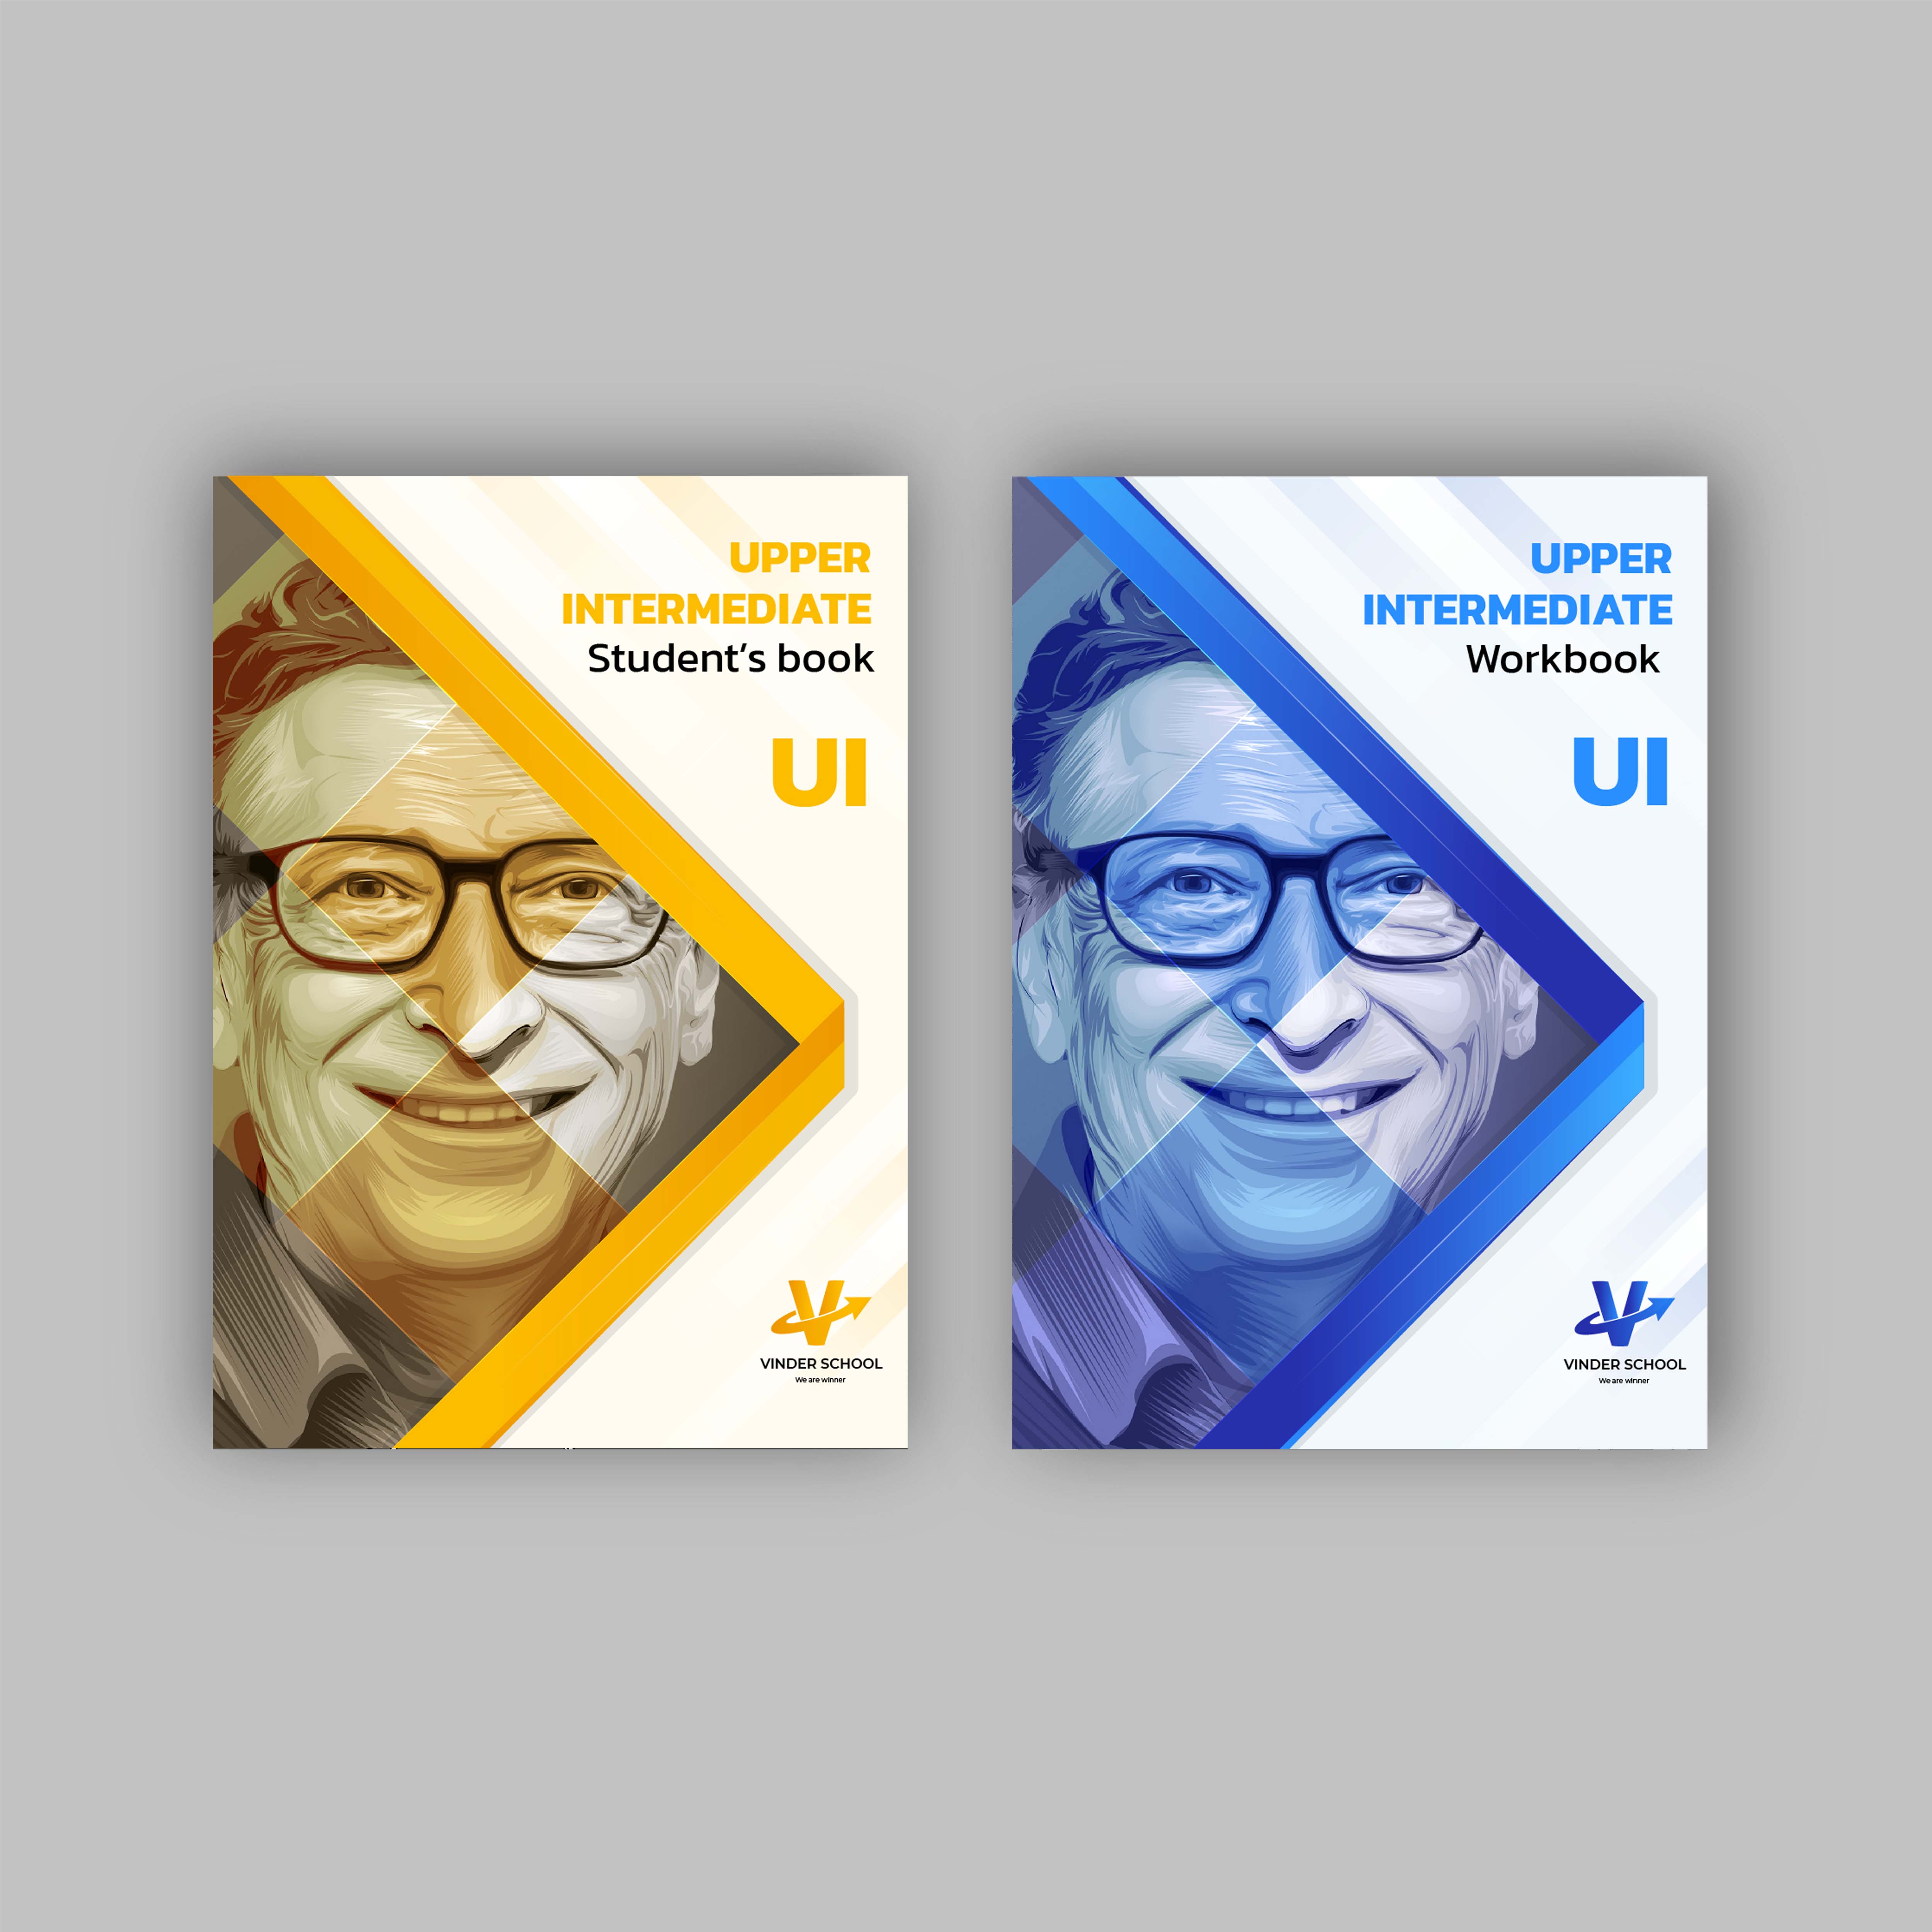 UPPER
INTERMEDIATE
Student's book
UI
VINDER SCHOOL
We are winner
UPPER
INTERMEDIATE
Workbook
UI
VINDER SCHOOL
We are winner